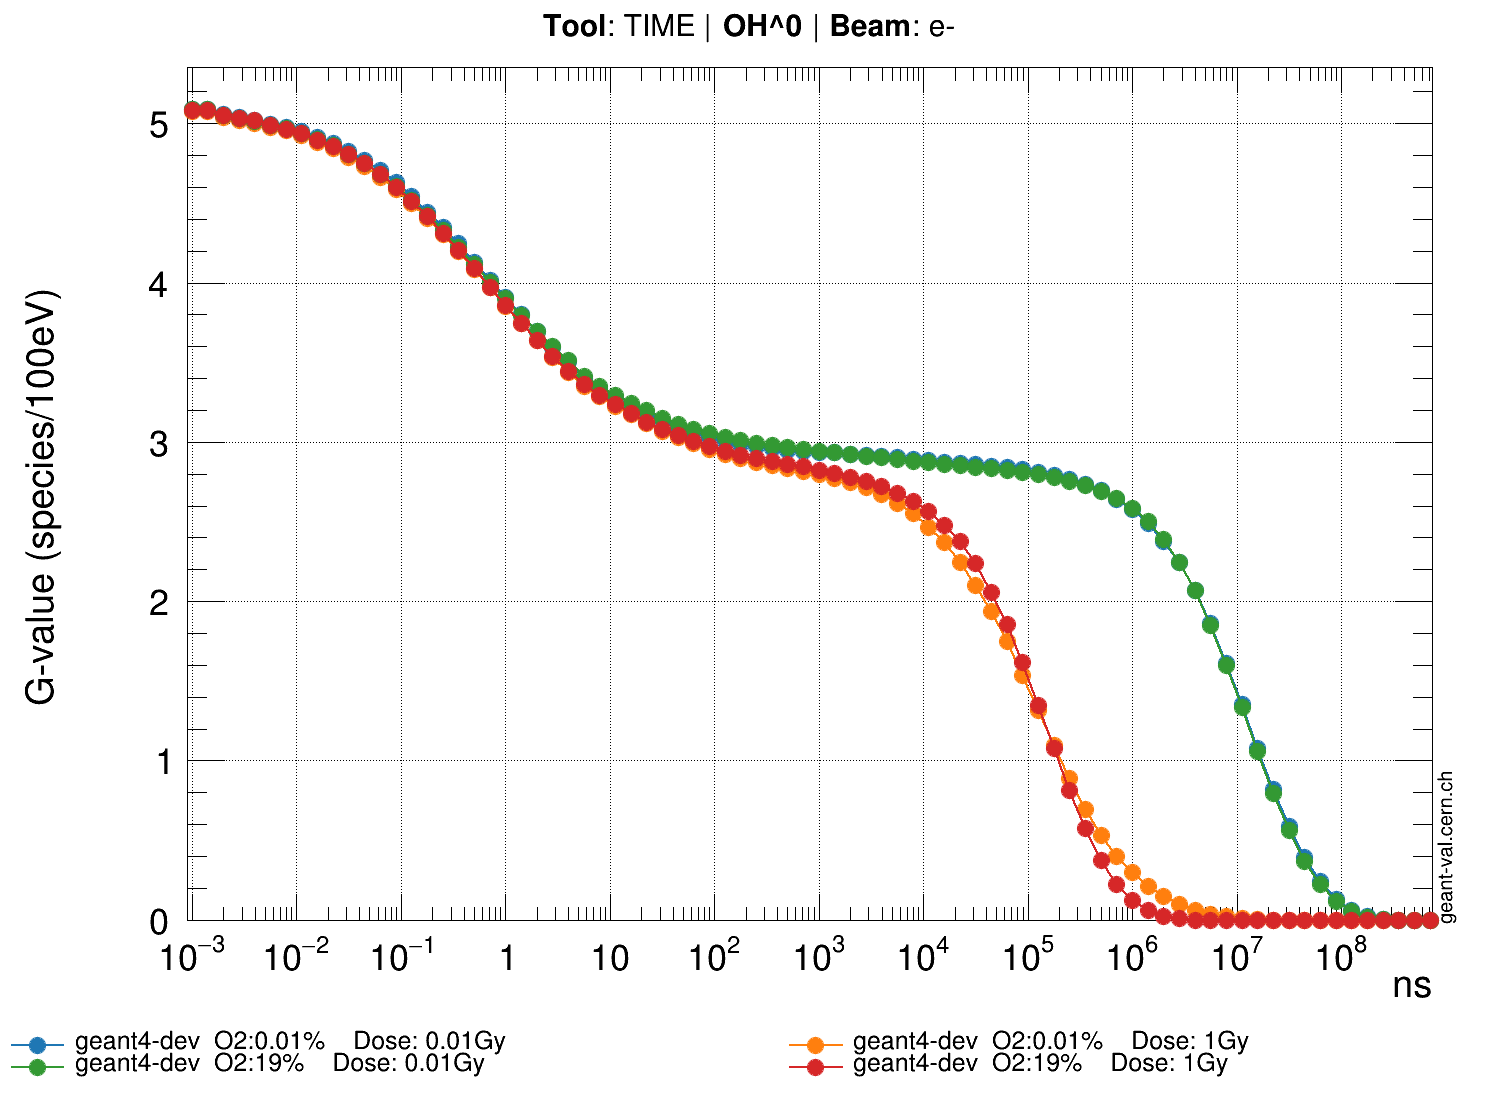 Tool: TIME | OH^0 | Beam: e-
G-value (species/100eV)
5
4
3
2
1
0
10^−3 10^−2 10^−1 1 10 10^2 10^3 10^4 10^5 10^6 10^7 10^8
ns
geant-val.cern.ch
geant4-dev O2:0.01% Dose: 0.01Gy
geant4-dev O2:0.01% Dose: 1Gy
geant4-dev O2:19% Dose: 0.01Gy
geant4-dev O2:19% Dose: 1Gy